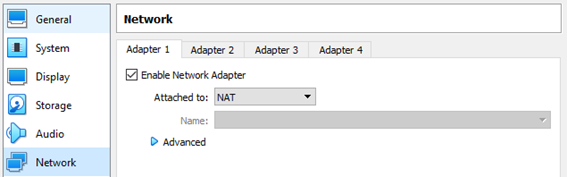 General
System
Display
Storage
Audio
Network
Network
Adapter 1 Adapter 2 Adapter 3 Adapter 4
Enable Network Adapter
Attached to: NAT
Name:
Advanced